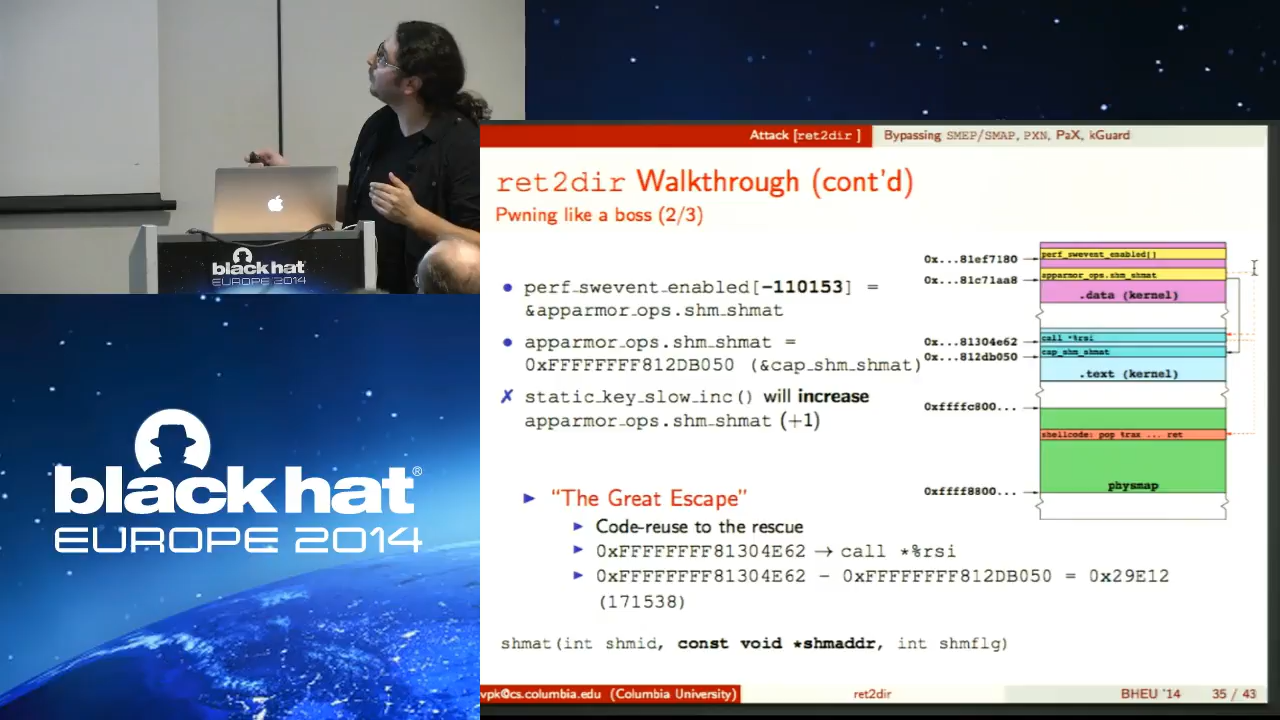 black hat
EUROPE 2014
black hat®
EUROPE 2014
Attack [ret2dir ] Bypassing SMEP/SMAP, PXN, PaX, kGuard
ret2dir Walkthrough (cont'd)
Pwning like a boss (2/3)
• perf_swevent_enabled[-110153] =
&apparmor_ops.shm_shmat
• apparmor_ops.shm_shmat =
0xFFFFFFFF812DB050 (&cap_shm_shmat)
✗ static_key_slow_inc() will increase
apparmor_ops.shm_shmat (+1)
▶ "The Great Escape"
▶ Code-reuse to the rescue
▶ 0xFFFFFFFF81304E62 → call *%rsi
▶ 0xFFFFFFFF81304E62 – 0xFFFFFFFF812DB050 = 0x29E12
(171538)
shmat(int shmid, const void *shmaddr, int shmflg)
0x...81ef7180
perf_swevent_enabled[]
0x...81c71aa8
apparmor_ops.shm_shmat
.data (kernel)
0x...81304e62
call *%rsi
0x...812db050
cap_shm_shmat
.text (kernel)
0xffffc800...
shellcode: pop %rax ... ret
physmap
0xffff8800...
vpk@cs.columbia.edu (Columbia University) ret2dir BHEU '14 35 / 43